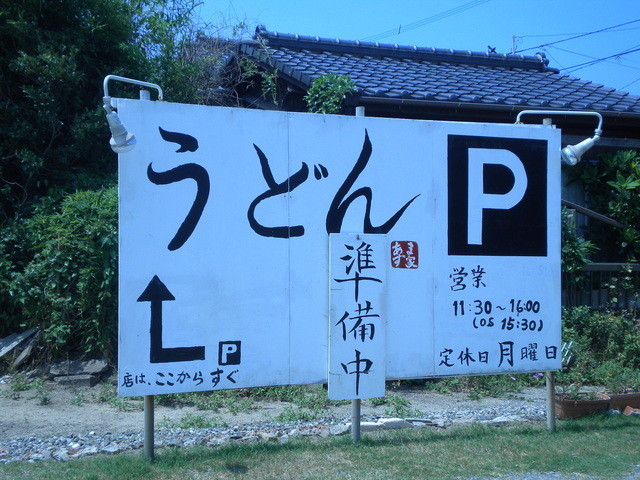 うどん
P
準備中
営業
11:30〜16:00
(OS 15:30)
定休日 月曜日
P
店は、ここからすぐ